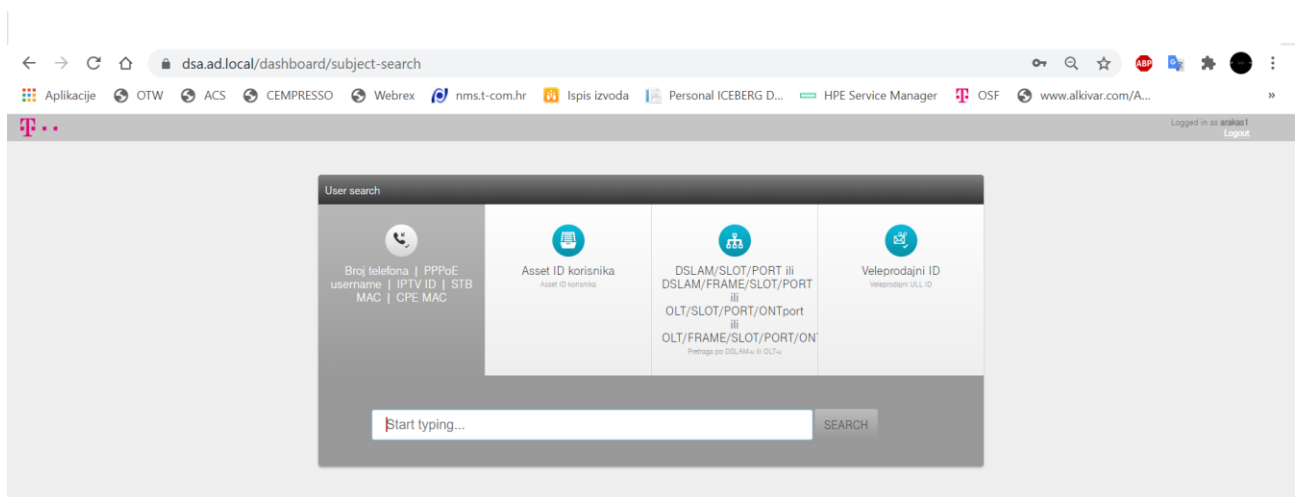 dsa.ad.local/dashboard/subject-search
ABP
Aplikacije OTW ACS CEMPRESSO Webrex nms.t-com.hr Ispis izvoda Personal ICEBERG D... HPE Service Manager OSF www.alkivar.com/A... »
T
Logged in as arakas1
Logout
User search
Broj telefona | PPPoE
username | IPTV ID | STB
MAC | CPE MAC
Asset ID korisnika
Asset ID korisnika
DSLAM/SLOT/PORT ili
DSLAM/FRAME/SLOT/PORT
ili
OLT/SLOT/PORT/ONTport
ili
OLT/FRAME/SLOT/PORT/ON
Pretraga po DSLAM-u ili OLT-u
Veleprodajni ID
Veleprodajni ULL ID
Start typing...
SEARCH